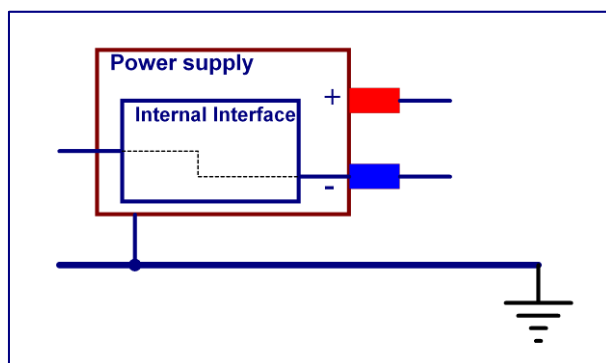 Power supply
Internal Interface
+
-